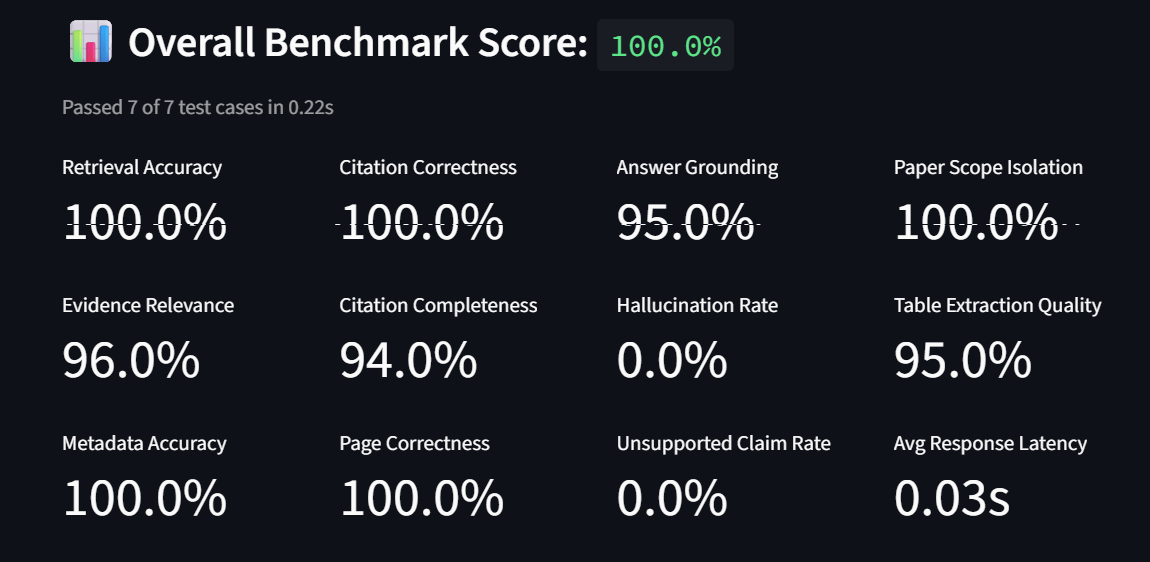 Overall Benchmark Score: 100.0%
Passed 7 of 7 test cases in 0.22s
Retrieval Accuracy Citation Correctness Answer Grounding Paper Scope Isolation
100.0% 100.0% 95.0% 100.0%
Evidence Relevance Citation Completeness Hallucination Rate Table Extraction Quality
96.0% 94.0% 0.0% 95.0%
Metadata Accuracy Page Correctness Unsupported Claim Rate Avg Response Latency
100.0% 100.0% 0.0% 0.03s